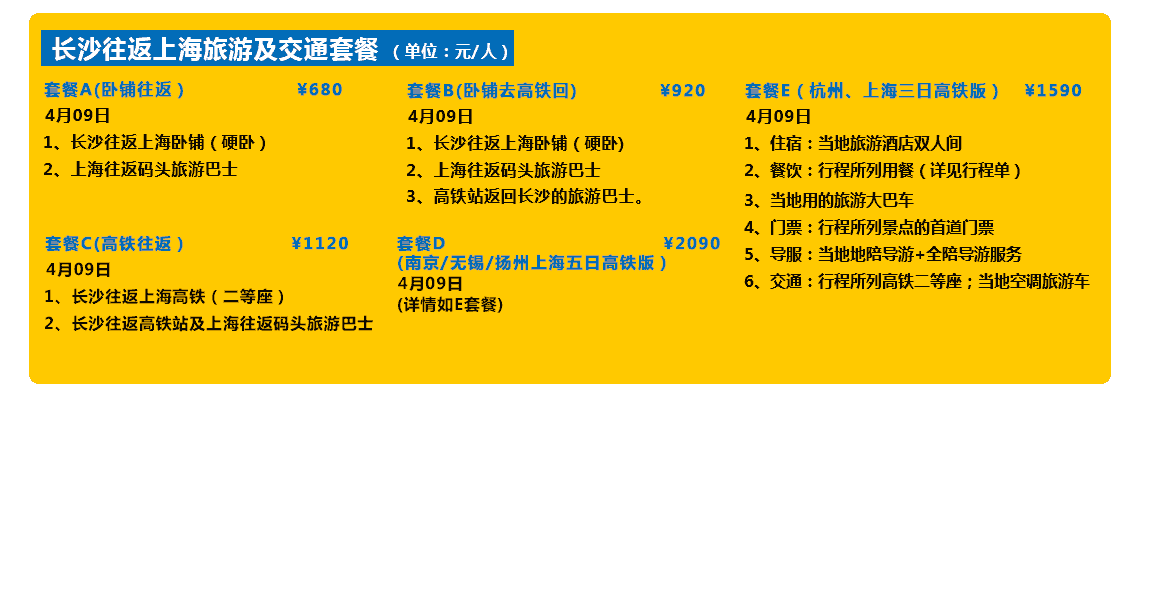 长沙往返上海旅游及交通套餐（单位：元/人）
套餐A(卧铺往返） ¥680
4月09日
1、长沙往返上海卧铺（硬卧）
2、上海往返码头旅游巴士
套餐B(卧铺去高铁回) ¥920
4月09日
1、长沙往返上海卧铺（硬卧)
2、上海往返码头旅游巴士
3、高铁站返回长沙的旅游巴士。
套餐E（杭州、上海三日高铁版） ¥1590
4月09日
1、住宿：当地旅游酒店双人间
2、餐饮：行程所列用餐（详见行程单）
3、当地用的旅游大巴车
4、门票：行程所列景点的首道门票
5、导服：当地地陪导游+全陪导游服务
6、交通：行程所列高铁二等座；当地空调旅游车
套餐C(高铁往返） ¥1120
4月09日
1、长沙往返上海高铁（二等座）
2、长沙往返高铁站及上海往返码头旅游巴士
套餐D ¥2090
(南京/无锡/扬州上海五日高铁版）
4月09日
(详情如E套餐)